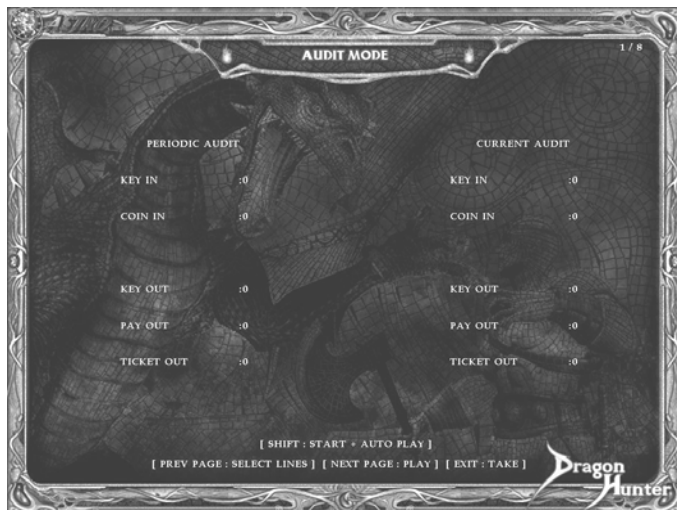 AUDIT MODE
1 / 8
PERIODIC AUDIT
KEY IN :0
COIN IN :0
KEY OUT :0
PAY OUT :0
TICKET OUT :0
CURRENT AUDIT
KEY IN :0
COIN IN :0
KEY OUT :0
PAY OUT :0
TICKET OUT :0
[ SHIFT : START + AUTO PLAY ]
[ PREV PAGE : SELECT LINES ] [ NEXT PAGE : PLAY ] [ EXIT : TAKE ]
Dragon
Hunter